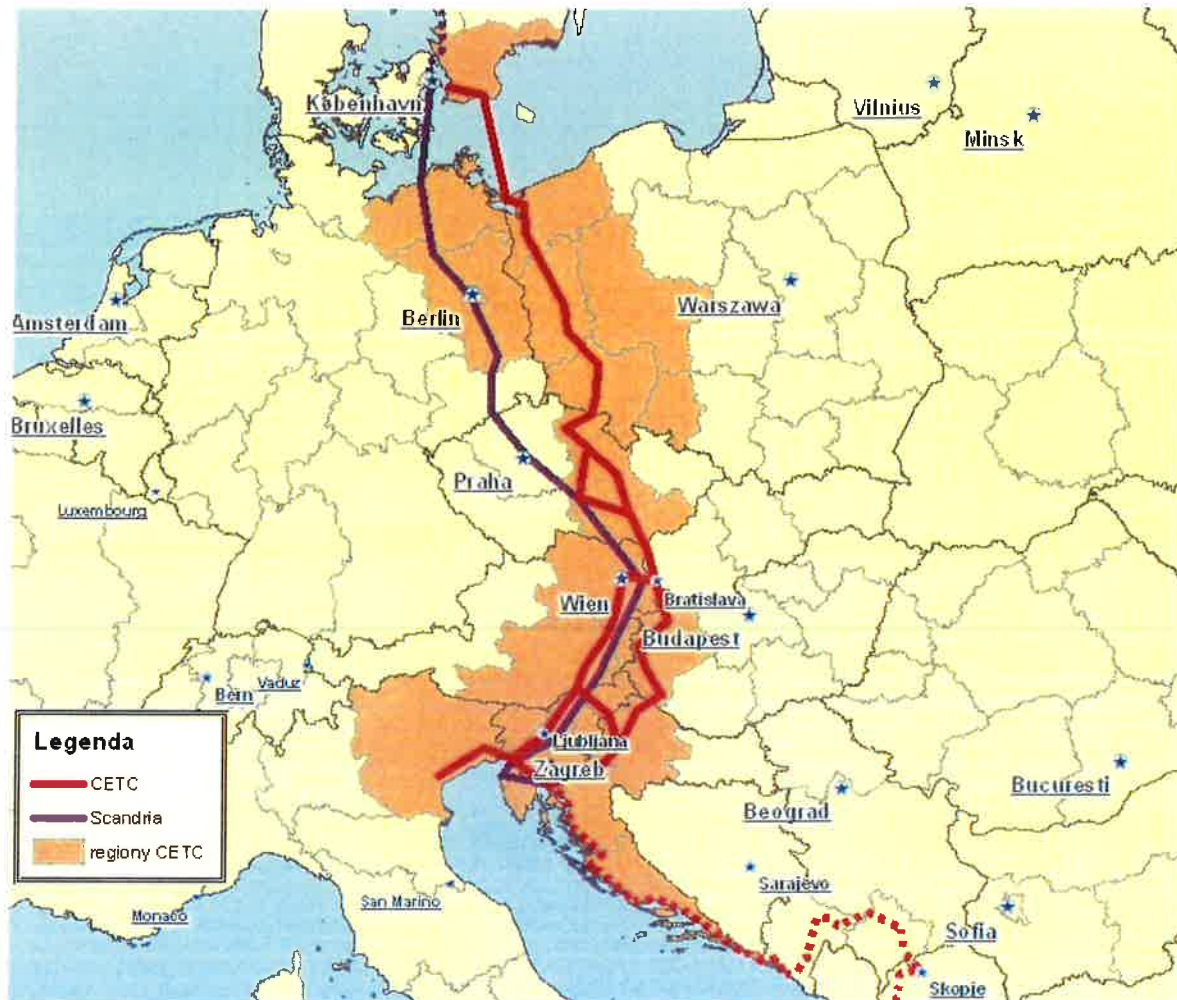 København
Vilnius
Minsk
Warszawa
Berlin
Amsterdam
Bruxelles
Praha
Luxembourg
Wien
Bratislava
Budapest
Bern
Vaduz
Legenda
CETC
Scandria
regiony CETC
Ljubljana
Zagreb
Beograd
Bucuresti
Sarajevo
San Marino
Monaco
Sofia
Skopje